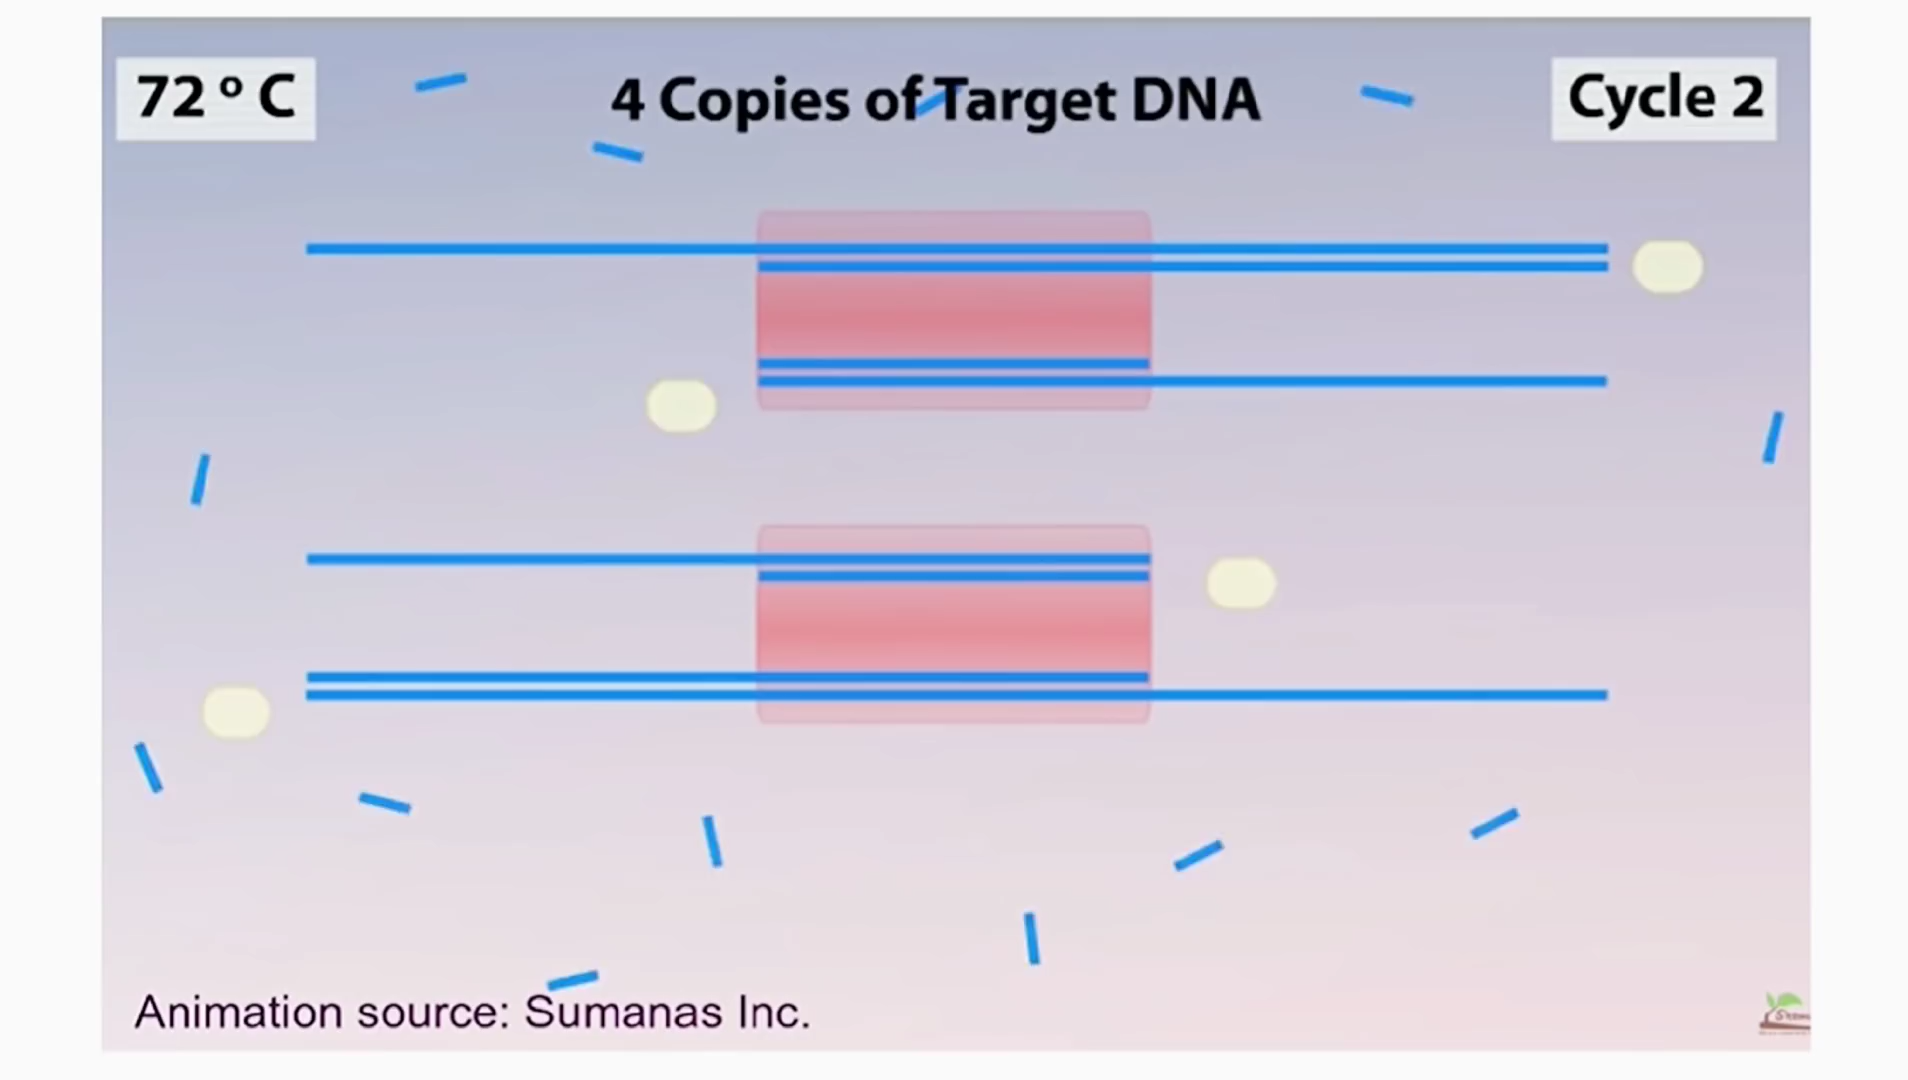 72 º C
4 Copies of Target DNA
Cycle 2
Animation source: Sumanas Inc.